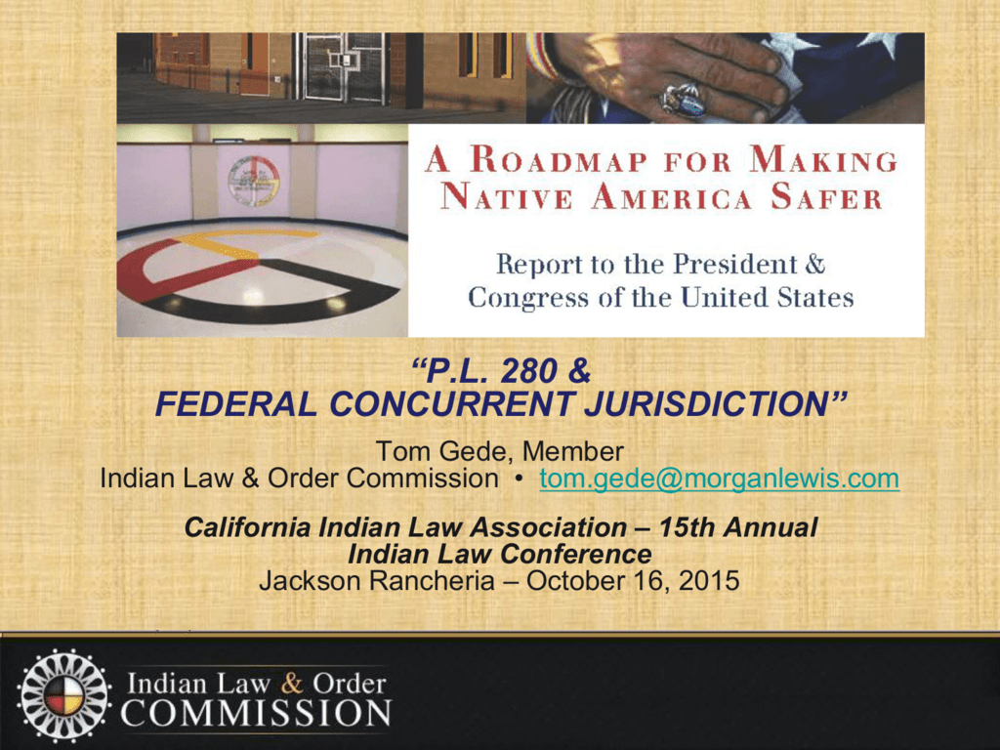 A ROADMAP FOR MAKING
NATIVE AMERICA SAFER
Report to the President &
Congress of the United States
“P.L. 280 &
FEDERAL CONCURRENT JURISDICTION”
Tom Gede, Member
Indian Law & Order Commission • tom.gede@morganlewis.com
California Indian Law Association – 15th Annual
Indian Law Conference
Jackson Rancheria – October 16, 2015
Indian Law & Order
COMMISSION